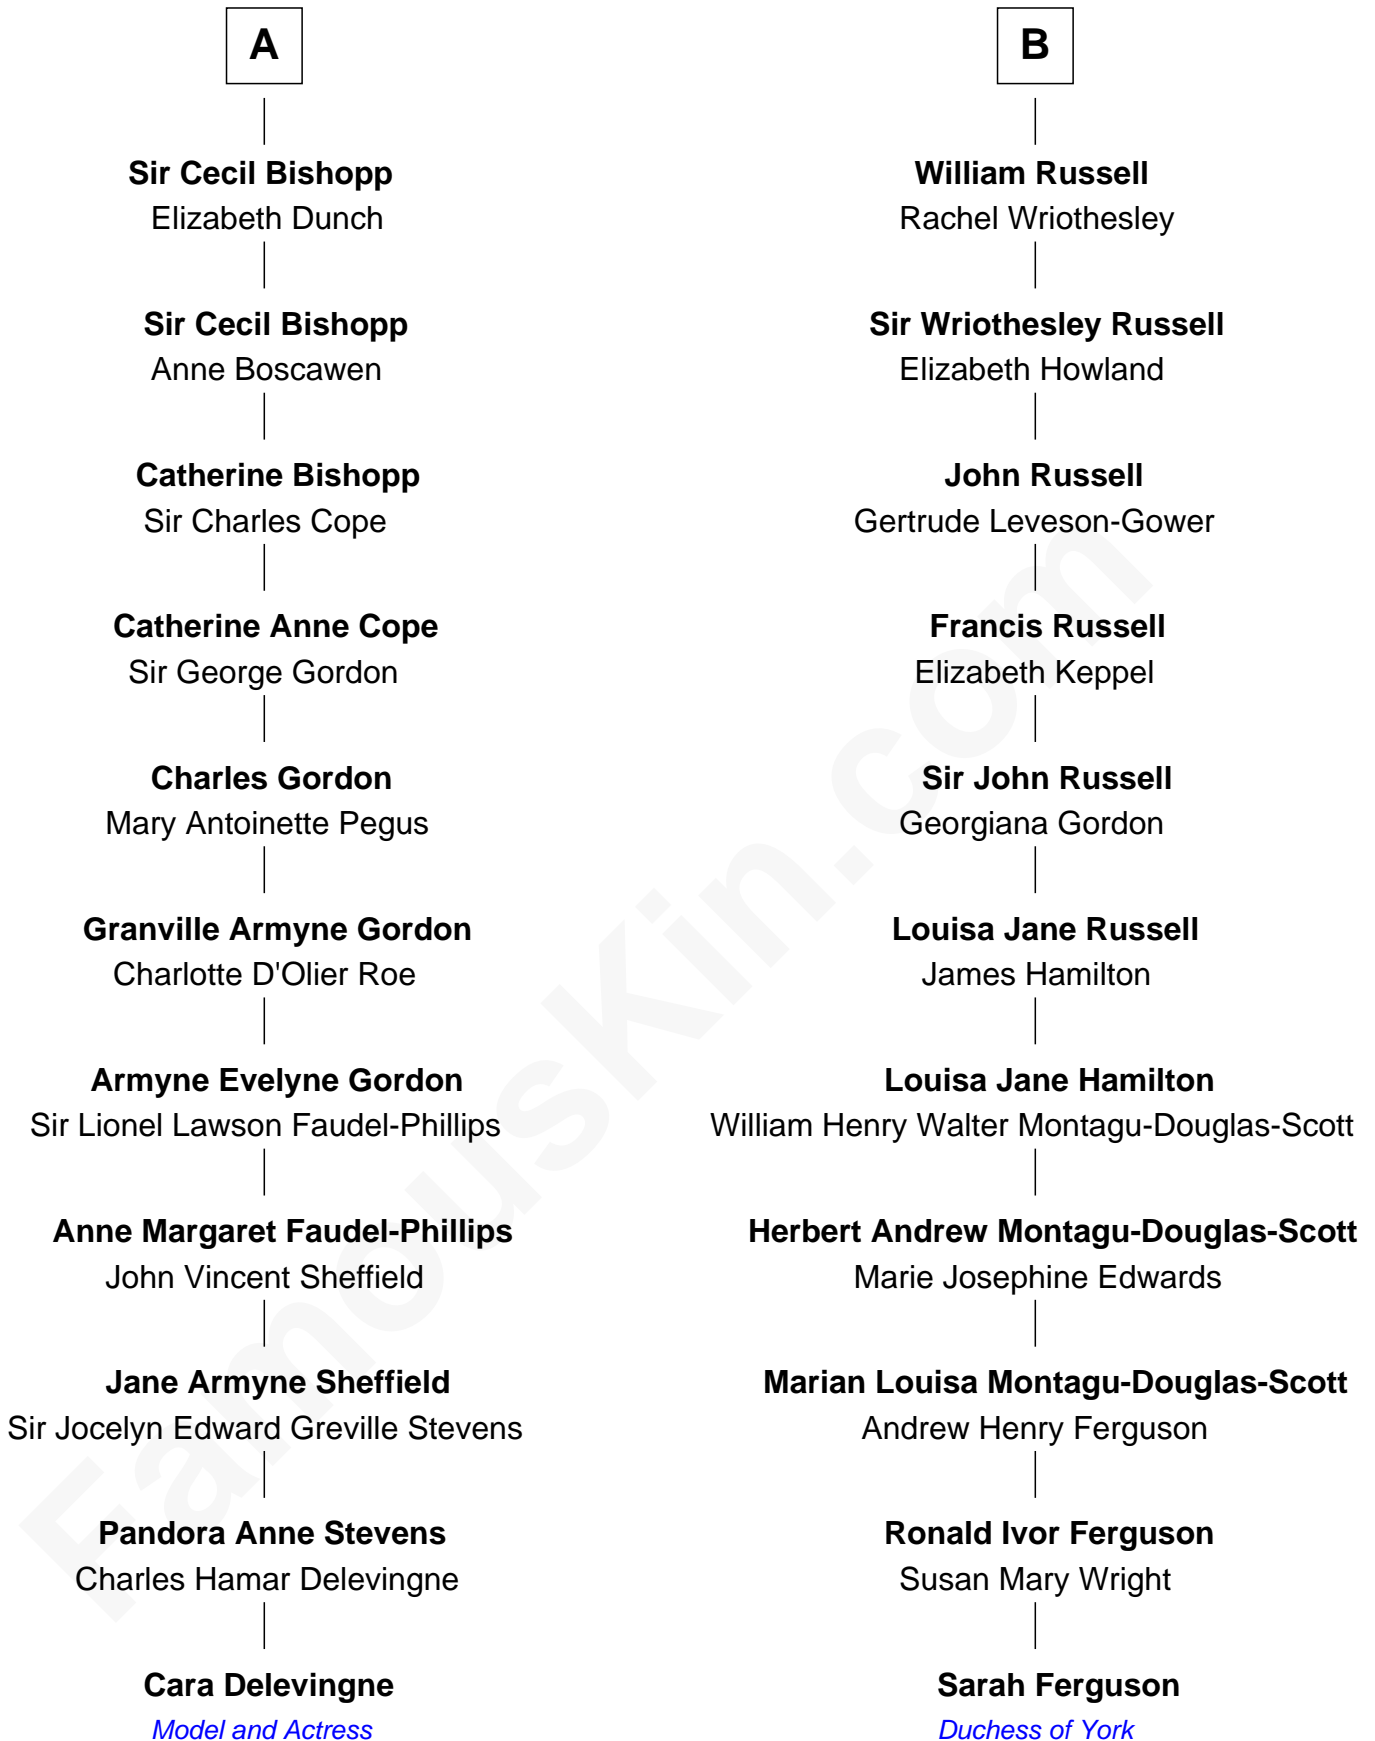 A
Sir Cecil Bishopp
Elizabeth Dunch
Sir Cecil Bishopp
Anne Boscawen
Catherine Bishopp
Sir Charles Cope
Catherine Anne Cope
Sir George Gordon
Charles Gordon
Mary Antoinette Pegus
Granville Armyne Gordon
Charlotte D'Olier Roe
Armyne Evelyne Gordon
Sir Lionel Lawson Faudel-Phillips
Anne Margaret Faudel-Phillips
John Vincent Sheffield
Jane Armyne Sheffield
Sir Jocelyn Edward Greville Stevens
Pandora Anne Stevens
Charles Hamar Delevingne
Cara Delevingne
Model and Actress
B
William Russell
Rachel Wriothesley
Sir Wriothesley Russell
Elizabeth Howland
John Russell
Gertrude Leveson-Gower
Francis Russell
Elizabeth Keppel
Sir John Russell
Georgiana Gordon
Louisa Jane Russell
James Hamilton
Louisa Jane Hamilton
William Henry Walter Montagu-Douglas-Scott
Herbert Andrew Montagu-Douglas-Scott
Marie Josephine Edwards
Marian Louisa Montagu-Douglas-Scott
Andrew Henry Ferguson
Ronald Ivor Ferguson
Susan Mary Wright
Sarah Ferguson
Duchess of York
FamousKin.com